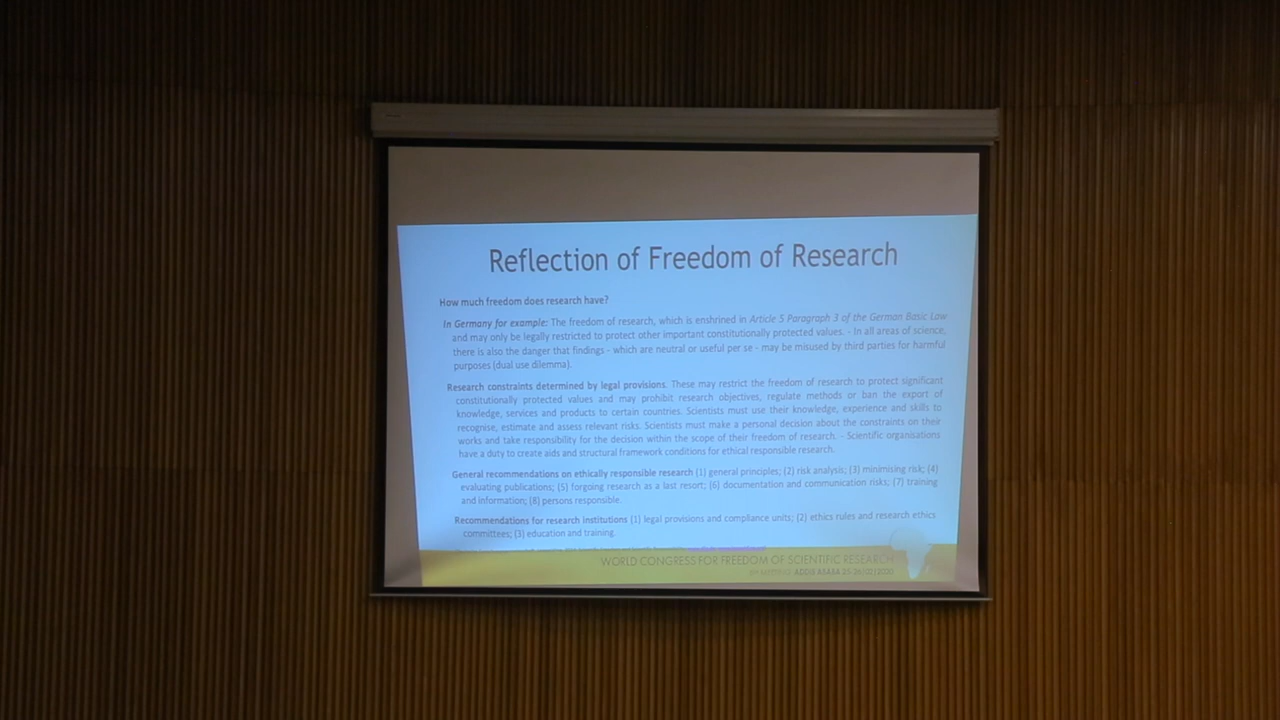 Reflection of Freedom of Research
How much freedom does research have?
In Germany for example: The freedom of research, which is enshrined in Article 5 Paragraph 3 of the German Basic Law
and may only be legally restricted to protect other important constitutionally protected values. - In all areas of science,
there is also the danger that findings - which are neutral or useful per se - may be misused by third parties for harmful
purposes (dual use dilemma).
Research constraints determined by legal provisions. These may restrict the freedom of research to protect significant
constitutionally protected values and may prohibit research objectives, regulate methods or ban the export of
knowledge, services and products to certain countries. Scientists must use their knowledge, experience and skills to
recognise, estimate and assess relevant risks. Scientists must make a personal decision about the constraints on their
works and take responsibility for the decision within the scope of their freedom of research. - Scientific organisations
have a duty to create aids and structural framework conditions for ethical responsible research.
General recommendations on ethically responsible research (1) general principles; (2) risk analysis; (3) minimising risk; (4)
evaluating publications; (5) forgoing research as a last resort; (6) documentation and communication risks; (7) training
and information; (8) persons responsible.
Recommendations for research institutions (1) legal provisions and compliance units; (2) ethics rules and research ethics
committees; (3) education and training.
WORLD CONGRESS FOR FREEDOM OF SCIENTIFIC RESEARCH
ADDIS ABABA 25-26/02/2020